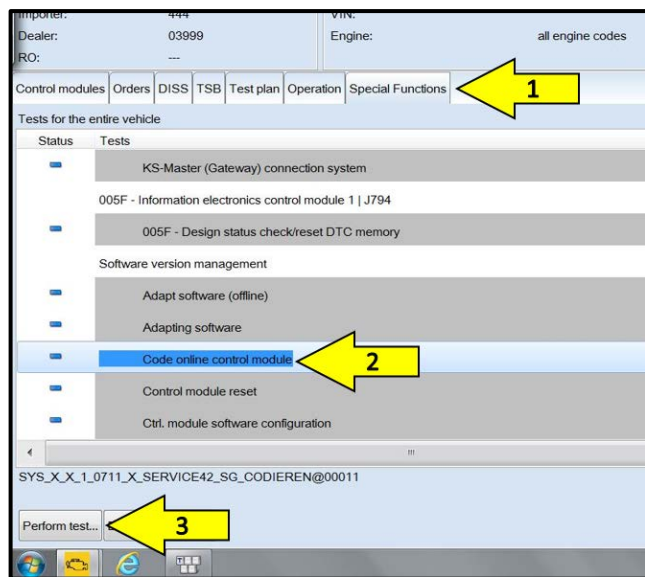 Importer: 444 VIN:
Dealer: 03999 Engine: all engine codes
RO: ---
Control modules Orders DISS TSB Test plan Operation Special Functions 1
Tests for the entire vehicle
Status Tests
KS-Master (Gateway) connection system
005F - Information electronics control module 1 | J794
005F - Design status check/reset DTC memory
Software version management
Adapt software (offline)
Adapting software
Code online control module 2
Control module reset
Ctrl. module software configuration
SYS_X_X_1_0711_X_SERVICE42_SG_CODIEREN@00011
Perform test... 3